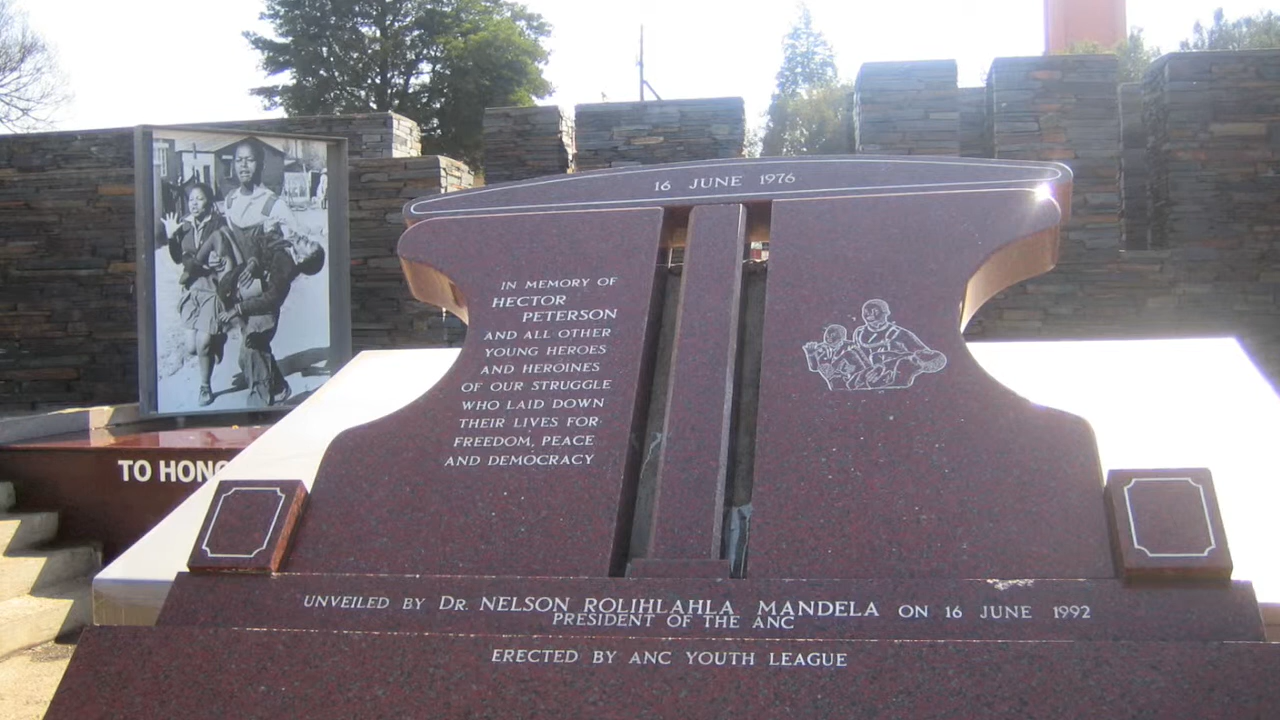 16 JUNE 1976
IN MEMORY OF
HECTOR
PETERSON
AND ALL OTHER
YOUNG HEROES
AND HEROINES
OF OUR STRUGGLE
WHO LAID DOWN
THEIR LIVES FOR
FREEDOM, PEACE
AND DEMOCRACY
TO HONO
UNVEILED BY DR. NELSON ROLIHLAHLA MANDELA ON 16 JUNE 1992
PRESIDENT OF THE ANC
ERECTED BY ANC YOUTH LEAGUE